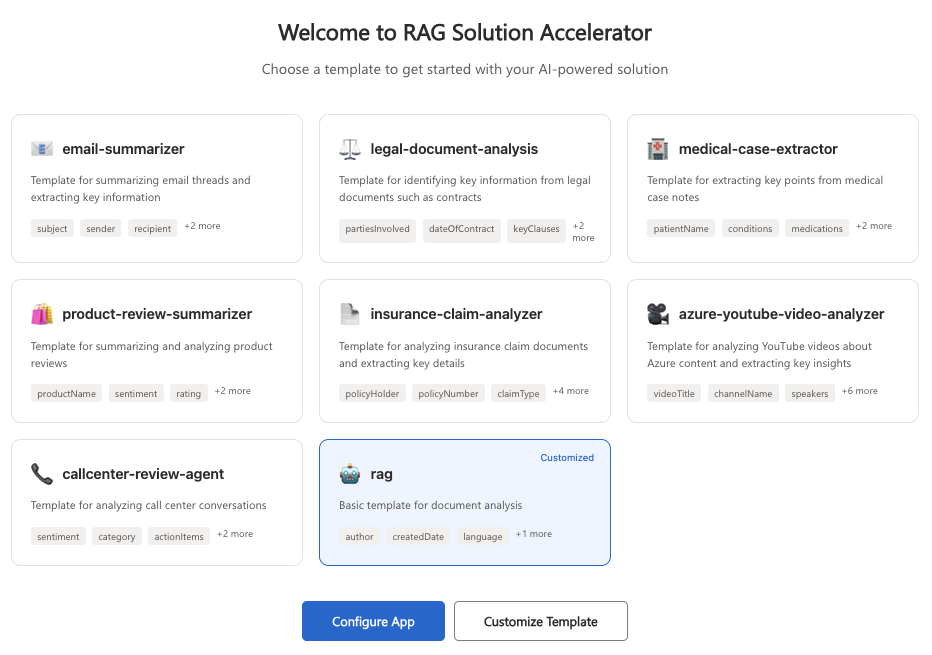 Welcome to RAG Solution Accelerator
Choose a template to get started with your AI-powered solution
email-summarizer
Template for summarizing email threads and
extracting key information
subject sender recipient +2 more
legal-document-analysis
Template for identifying key information from legal
documents such as contracts
partiesInvolved dateOfContract keyClauses +2
more
medical-case-extractor
Template for extracting key points from medical
case notes
patientName conditions medications +2 more
product-review-summarizer
Template for summarizing and analyzing product
reviews
productName sentiment rating +2 more
insurance-claim-analyzer
Template for analyzing insurance claim documents
and extracting key details
policyHolder policyNumber claimType +4 more
azure-youtube-video-analyzer
Template for analyzing YouTube videos about
Azure content and extracting key insights
videoTitle channelName speakers +6 more
callcenter-review-agent
Template for analyzing call center conversations
sentiment category actionItems +2 more
Customized
rag
Basic template for document analysis
author createdDate language +1 more
Configure App
Customize Template